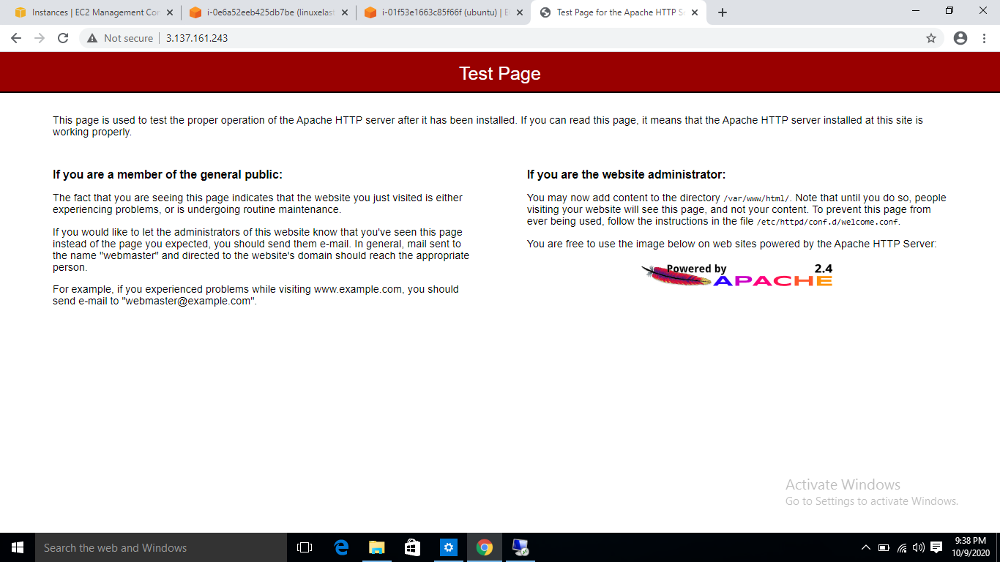 Instances | EC2 Management Con
i-0e6a52eeb425db7be (linuxelast
i-01f53e1663c85f66f (ubuntu) | E
Test Page for the Apache HTTP S
Not secure
3.137.161.243
Test Page
This page is used to test the proper operation of the Apache HTTP server after it has been installed. If you can read this page, it means that the Apache HTTP server installed at this site is
working properly.
If you are a member of the general public:
The fact that you are seeing this page indicates that the website you just visited is either
experiencing problems, or is undergoing routine maintenance.
If you would like to let the administrators of this website know that you've seen this page
instead of the page you expected, you should send them e-mail. In general, mail sent to
the name "webmaster" and directed to the website's domain should reach the appropriate
person.
For example, if you experienced problems while visiting www.example.com, you should
send e-mail to "webmaster@example.com".
If you are the website administrator:
You may now add content to the directory /var/www/html/. Note that until you do so, people
visiting your website will see this page, and not your content. To prevent this page from
ever being used, follow the instructions in the file /etc/httpd/conf.d/welcome.conf.
You are free to use the image below on web sites powered by the Apache HTTP Server:
Powered by 2.4
APACHE
Activate Windows
Go to Settings to activate Windows.
Search the web and Windows
9:38 PM
10/9/2020